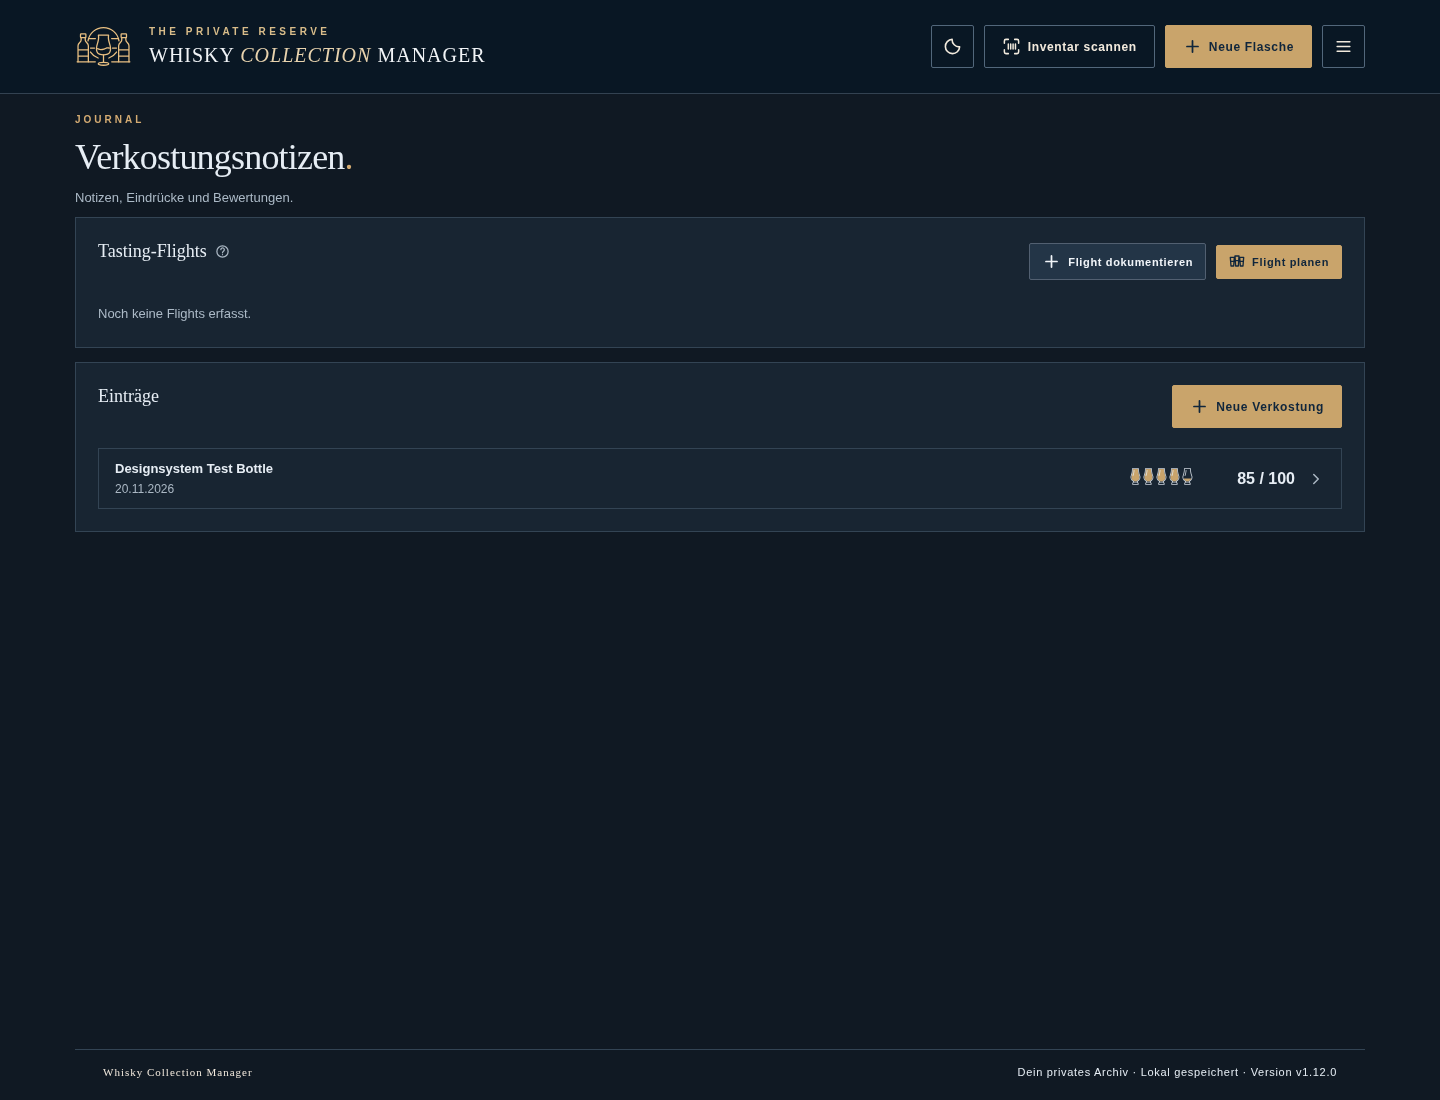 THE PRIVATE RESERVE
WHISKY COLLECTION MANAGER
Inventar scannen
Neue Flasche
JOURNAL
Verkostungsnotizen.
Notizen, Eindrücke und Bewertungen.
Tasting-Flights
Flight dokumentieren
Flight planen
Noch keine Flights erfasst.
Einträge
Neue Verkostung
Designsystem Test Bottle
20.11.2026
85 / 100
Whisky Collection Manager
Dein privates Archiv · Lokal gespeichert · Version v1.12.0